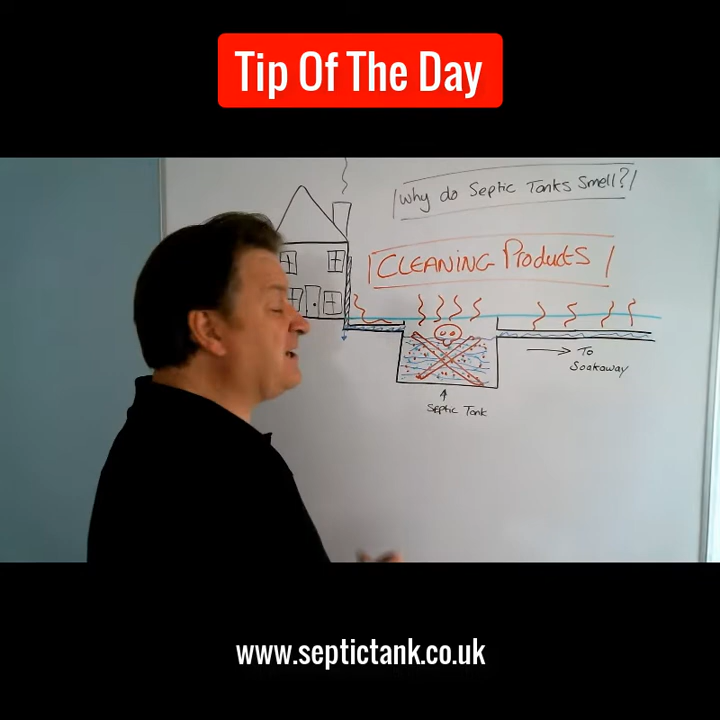 Tip Of The Day
Why do Septic Tanks Smell?
CLEANING Products
To
Soakaway
Septic Tank
www.septictank.co.uk